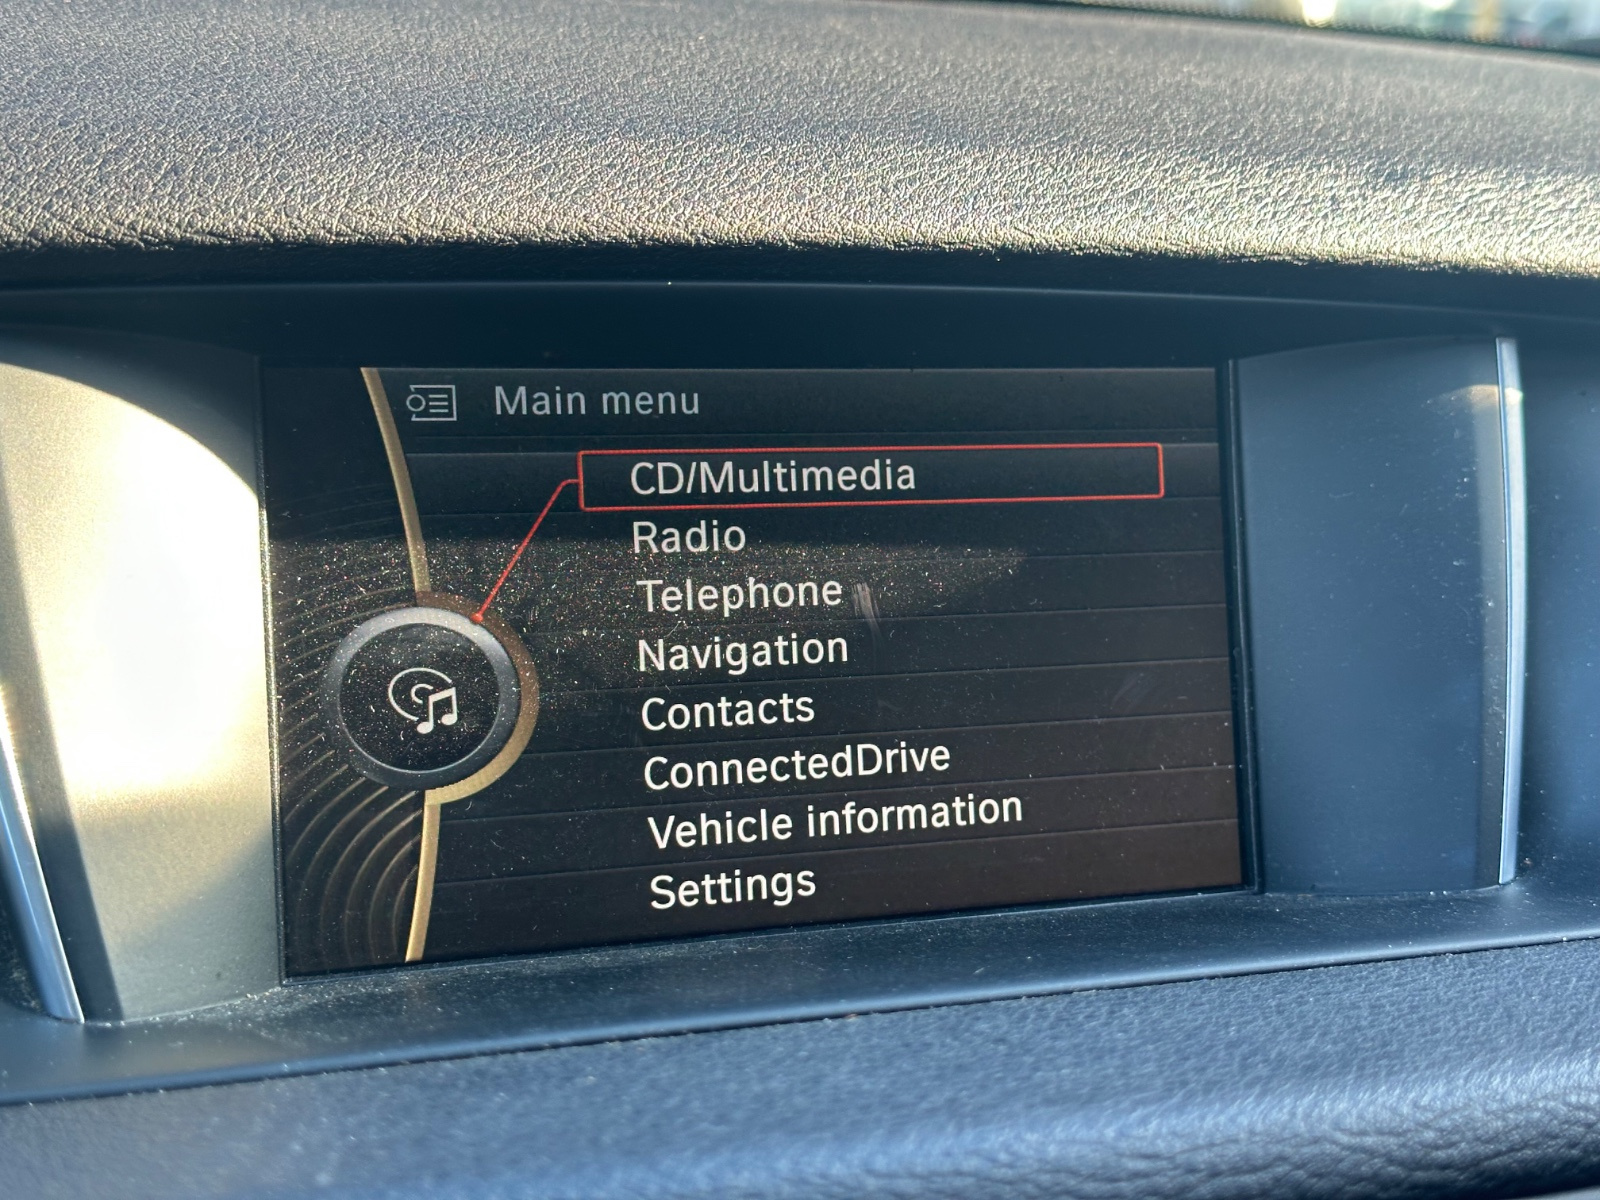 Main menu
CD/Multimedia
Radio
Telephone
Navigation
Contacts
ConnectedDrive
Vehicle information
Settings